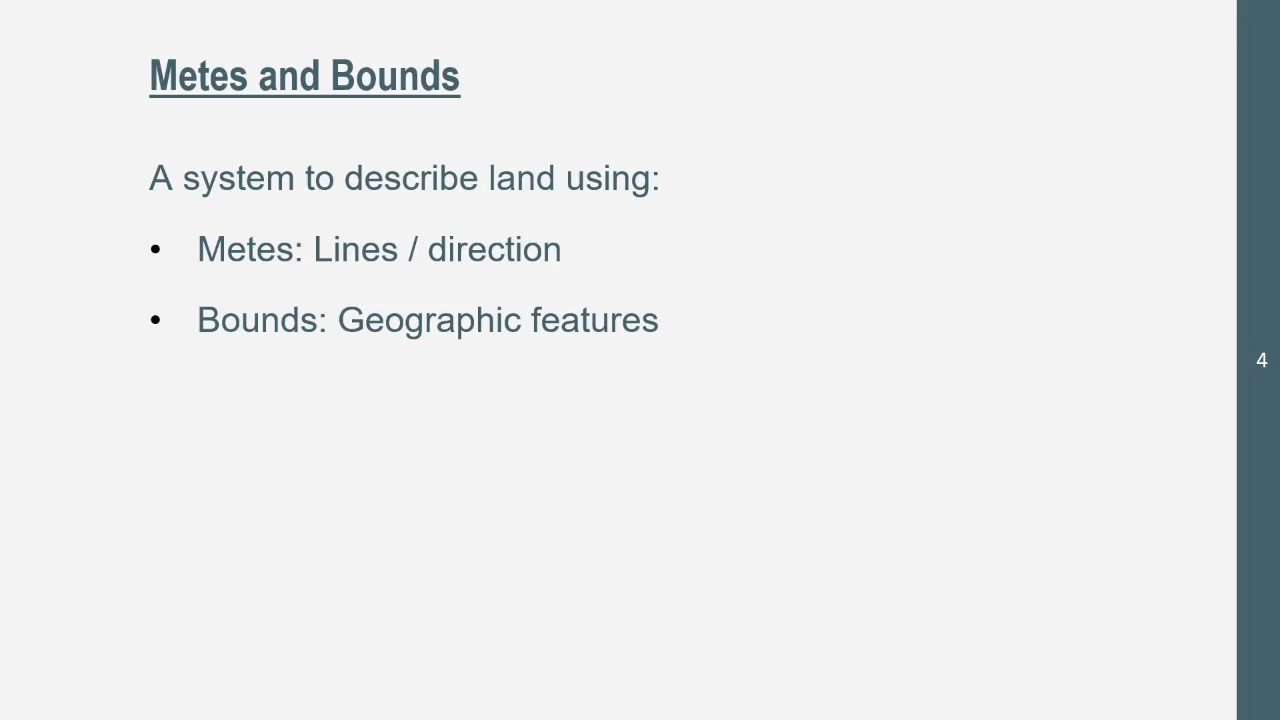 Metes and Bounds
A system to describe land using:
• Metes: Lines / direction
• Bounds: Geographic features
4